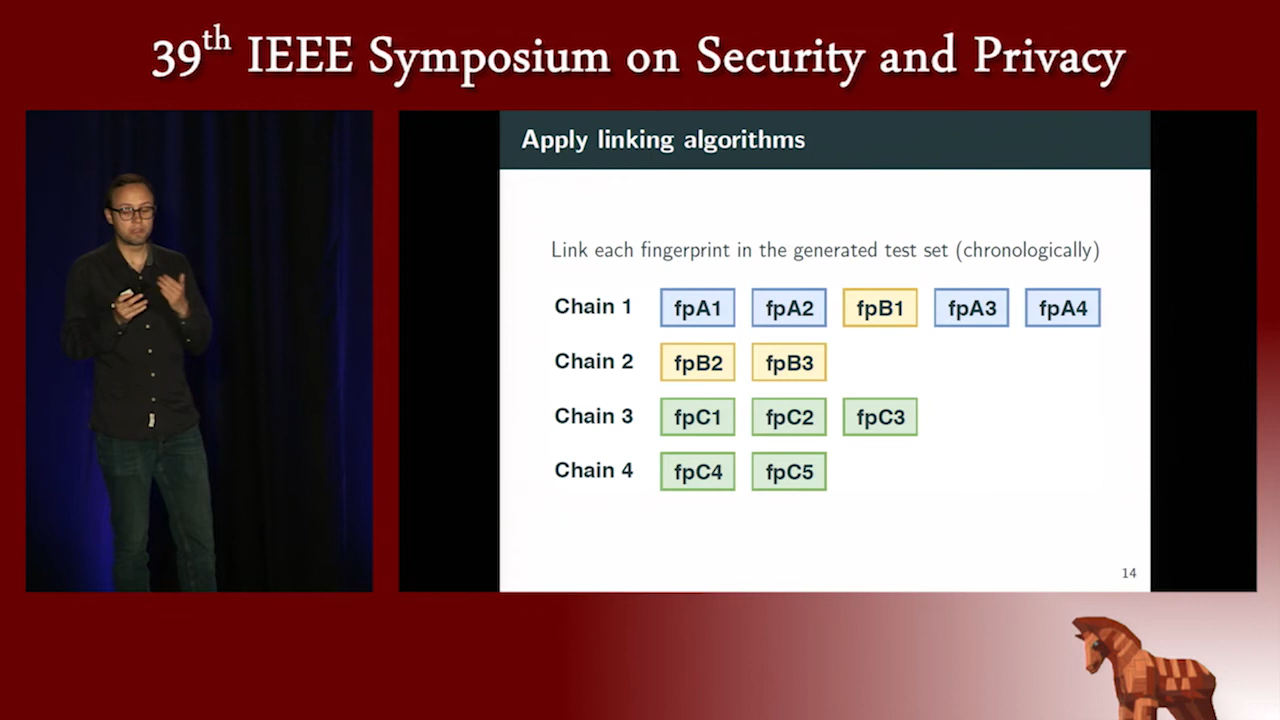 39th IEEE Symposium on Security and Privacy
Apply linking algorithms
Link each fingerprint in the generated test set (chronologically)
Chain 1 fpA1 fpA2 fpB1 fpA3 fpA4
Chain 2 fpB2 fpB3
Chain 3 fpC1 fpC2 fpC3
Chain 4 fpC4 fpC5
14